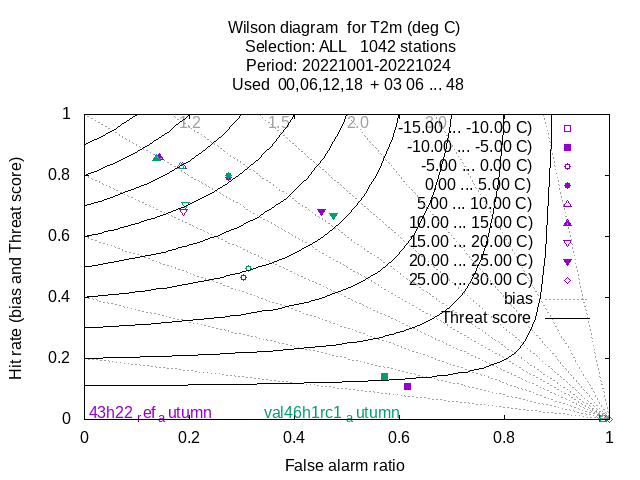 Wilson diagram  for T2m (deg C)
Selection: ALL   1042 stations
Period: 20221001-20221024
Used  00,06,12,18  + 03 06 ... 48
1.2 1.5 2.0 3.0
-15.00 ... -10.00 C)
-10.00 ... -5.00 C)
-5.00 ... 0.00 C)
0.00 ... 5.00 C)
5.00 ... 10.00 C)
10.00 ... 15.00 C)
15.00 ... 20.00 C)
20.00 ... 25.00 C)
25.00 ... 30.00 C)
bias
Threat score
Hit rate (bias and Threat score)
1
0.8
0.6
0.4
0.2
0
43h22 ref autumn val46h1rc1 autumn
0 0.2 0.4 0.6 0.8 1
False alarm ratio